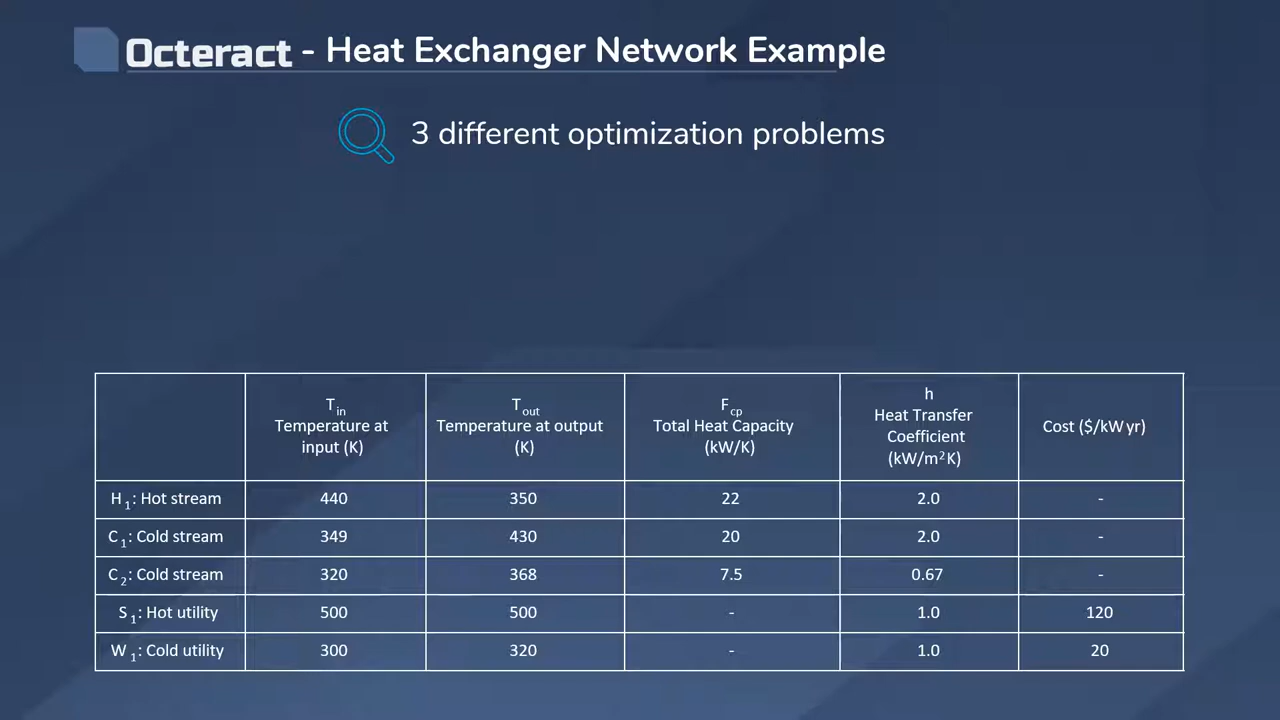 Octeract - Heat Exchanger Network Example
3 different optimization problems
T in Temperature at input (K)
T out Temperature at output (K)
F cp Total Heat Capacity (kW/K)
h Heat Transfer Coefficient (kW/m²K)
Cost ($/kW yr)
H 1: Hot stream 440 350 22 2.0 -
C 1: Cold stream 349 430 20 2.0 -
C 2: Cold stream 320 368 7.5 0.67 -
S 1: Hot utility 500 500 - 1.0 120
W 1: Cold utility 300 320 - 1.0 20